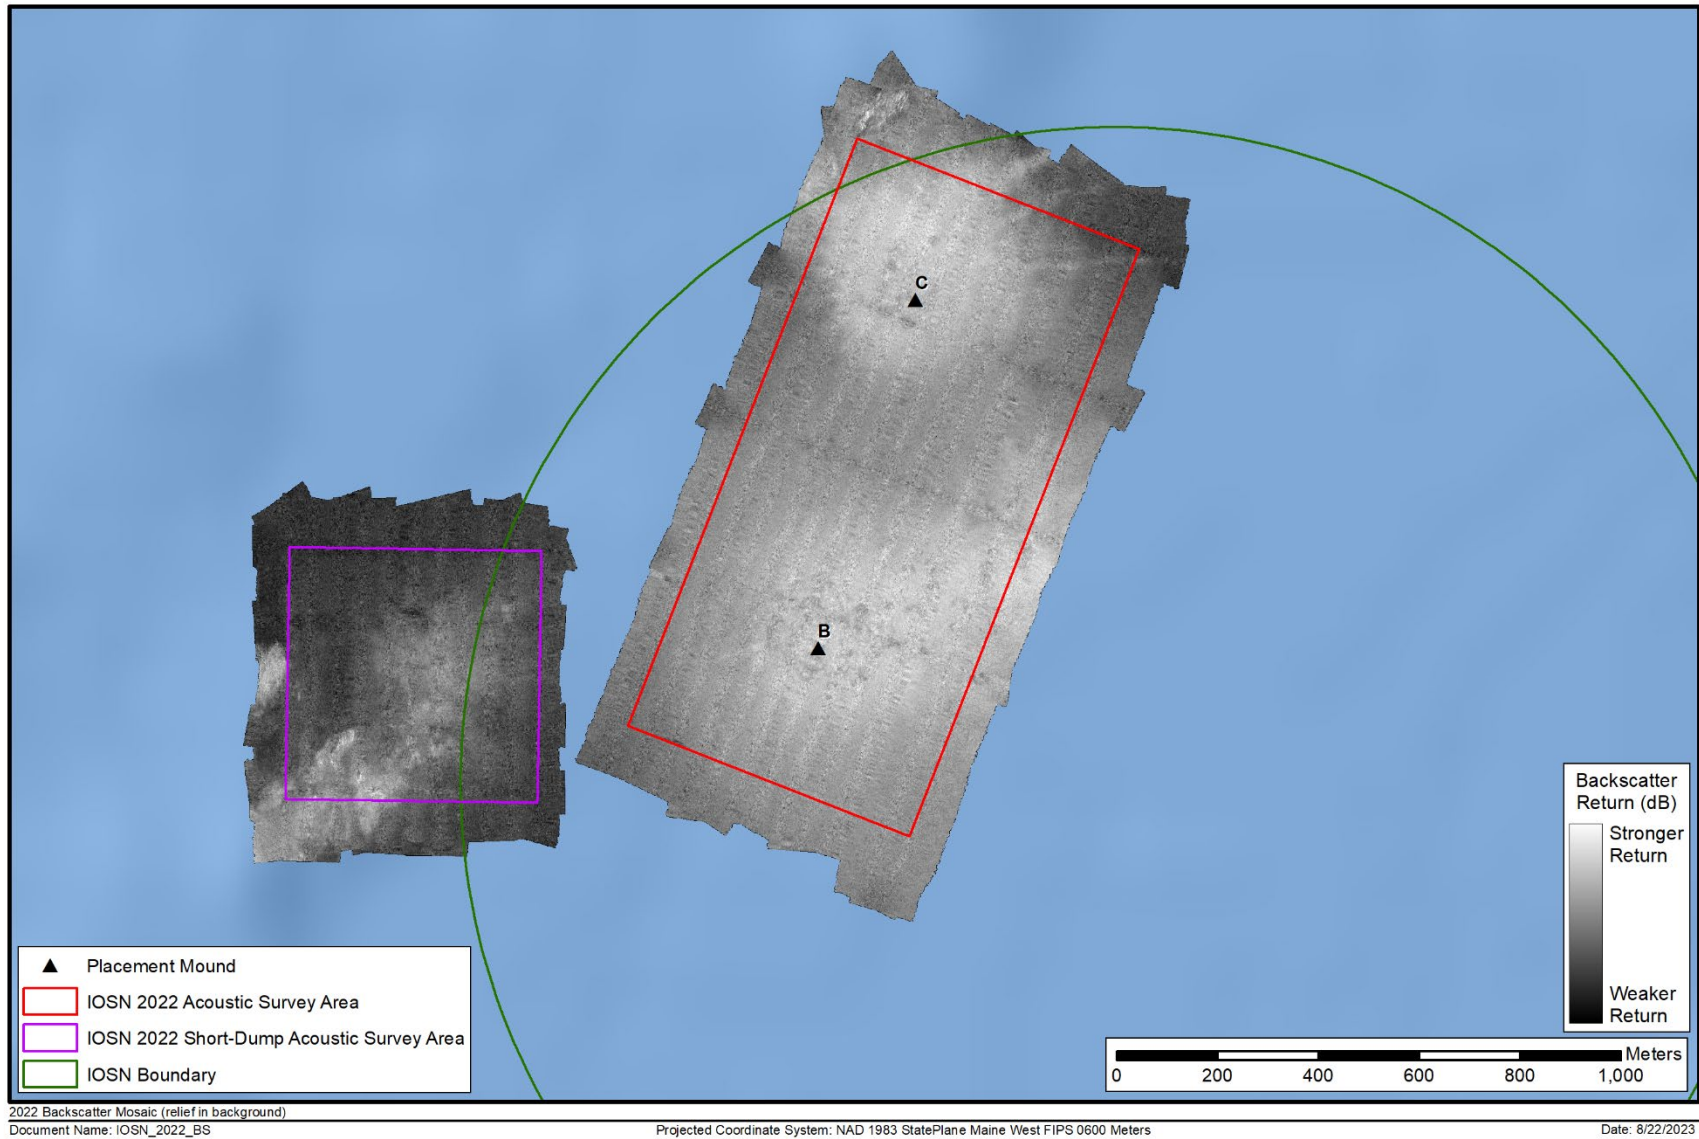 C
B
Backscatter
Return (dB)
Stronger
Return
Weaker
Return
Placement Mound
IOSN 2022 Acoustic Survey Area
IOSN 2022 Short-Dump Acoustic Survey Area
IOSN Boundary
Meters
0 200 400 600 800 1,000
2022 Backscatter Mosaic (relief in background)
Document Name: IOSN_2022_BS Projected Coordinate System: NAD 1983 StatePlane Maine West FIPS 0600 Meters Date: 8/22/2023